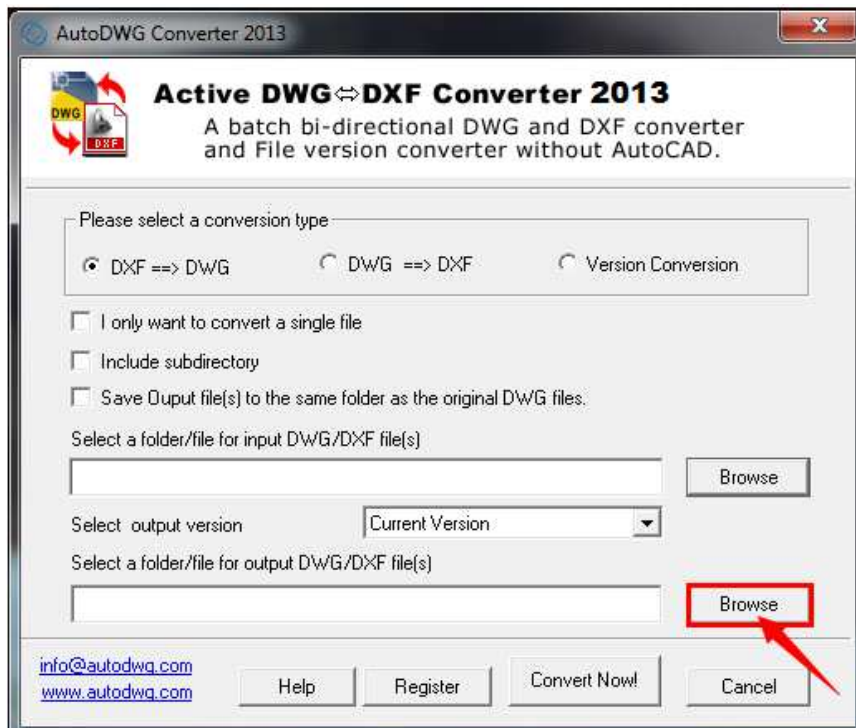 AutoDWG Converter 2013
Active DWG⇔DXF Converter 2013
A batch bi-directional DWG and DXF converter
and File version converter without AutoCAD.
DWG
DXF
Please select a conversion type
DXF ==> DWG DWG ==> DXF Version Conversion
I only want to convert a single file
Include subdirectory
Save Ouput file(s) to the same folder as the original DWG files.
Select a folder/file for input DWG/DXF file(s)
Browse
Select output version Current Version
Select a folder/file for output DWG/DXF file(s)
Browse
info@autodwg.com
www.autodwg.com
Help Register Convert Now! Cancel